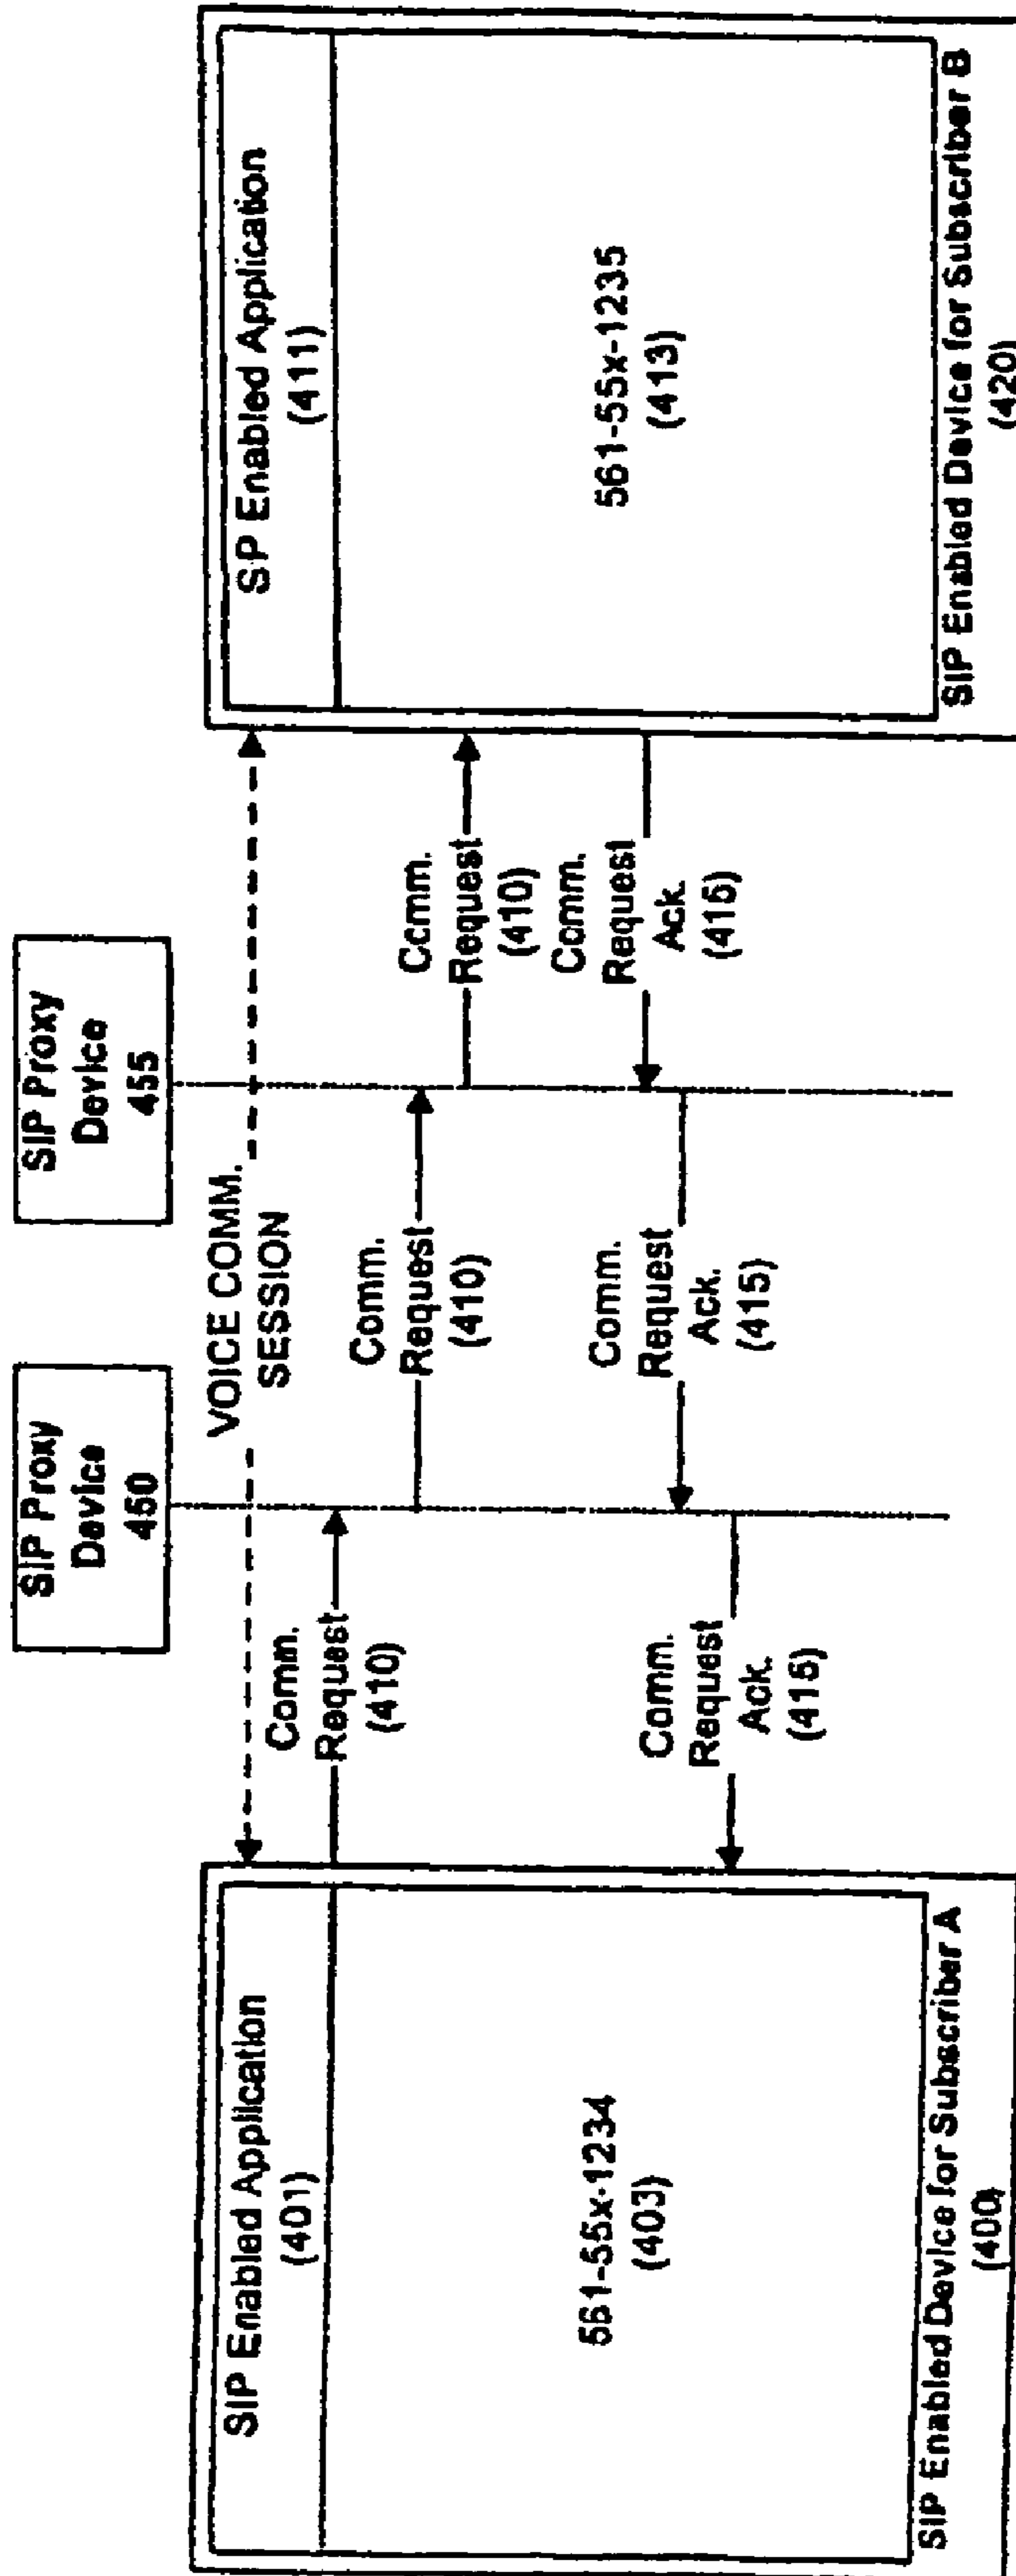 SIP Proxy
Device
450
SIP Proxy
Device
455
VOICE COMM.
SESSION
SIP Enabled Application
(401)
561-55x-1234
(403)
SIP Enabled Device for Subscriber A
(400)
Comm.
Request
(410)
Comm.
Request
(410)
Comm.
Request
(410)
Comm.
Request
Ack.
(415)
Comm.
Request
Ack.
(415)
Comm.
Request
Ack.
(415)
SIP Enabled Application
(411)
561-55x-1235
(413)
SIP Enabled Device for Subscriber B
(420)